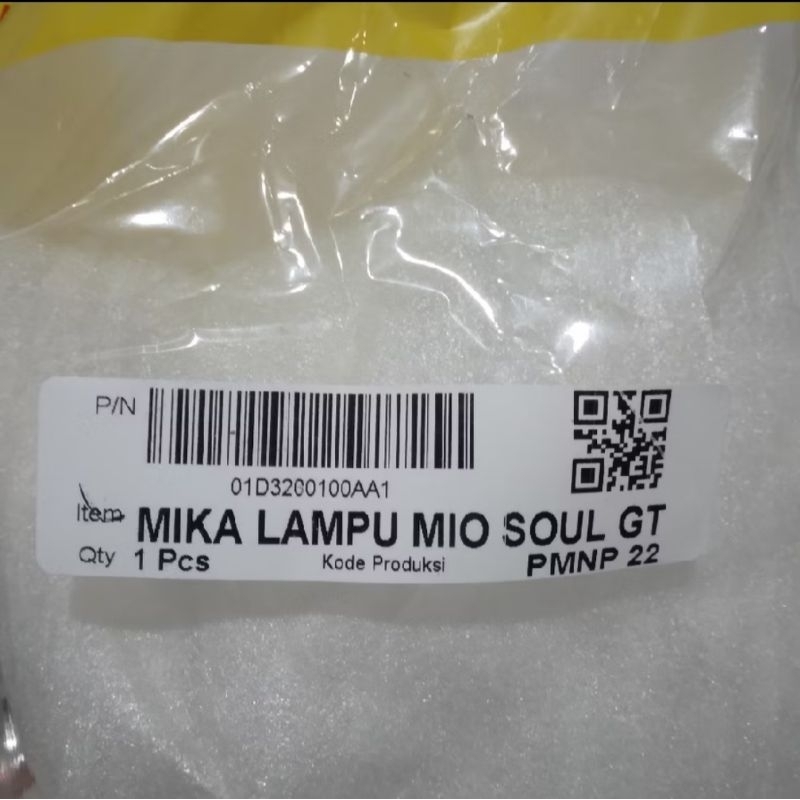 P/N
01D3200100AA1
Item MIKA LAMPU MIO SOUL GT
Qty 1 Pcs Kode Produksi PMNP 22